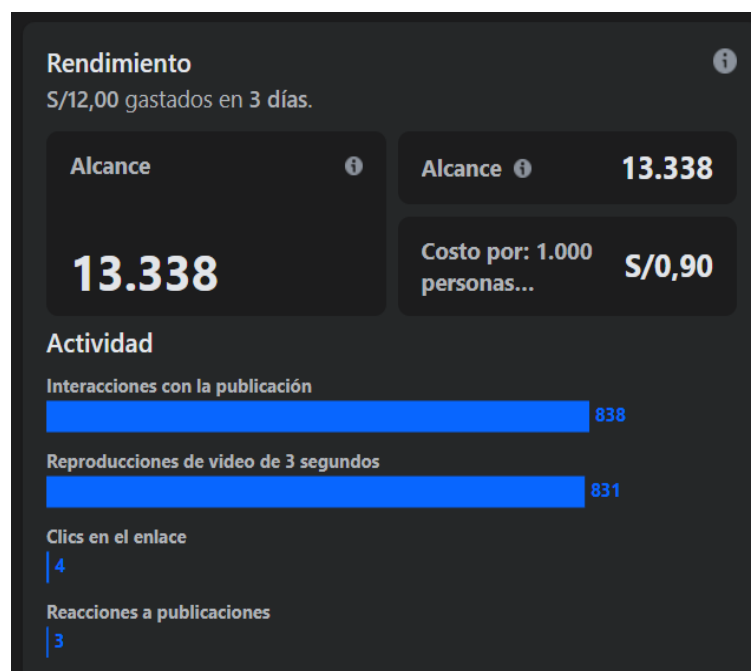 Rendimiento
S/12,00 gastados en 3 días.
Alcance
13.338
Alcance
13.338
Costo por: 1.000
personas...
S/0,90
Actividad
Interacciones con la publicación
838
Reproducciones de video de 3 segundos
831
Clics en el enlace
4
Reacciones a publicaciones
3